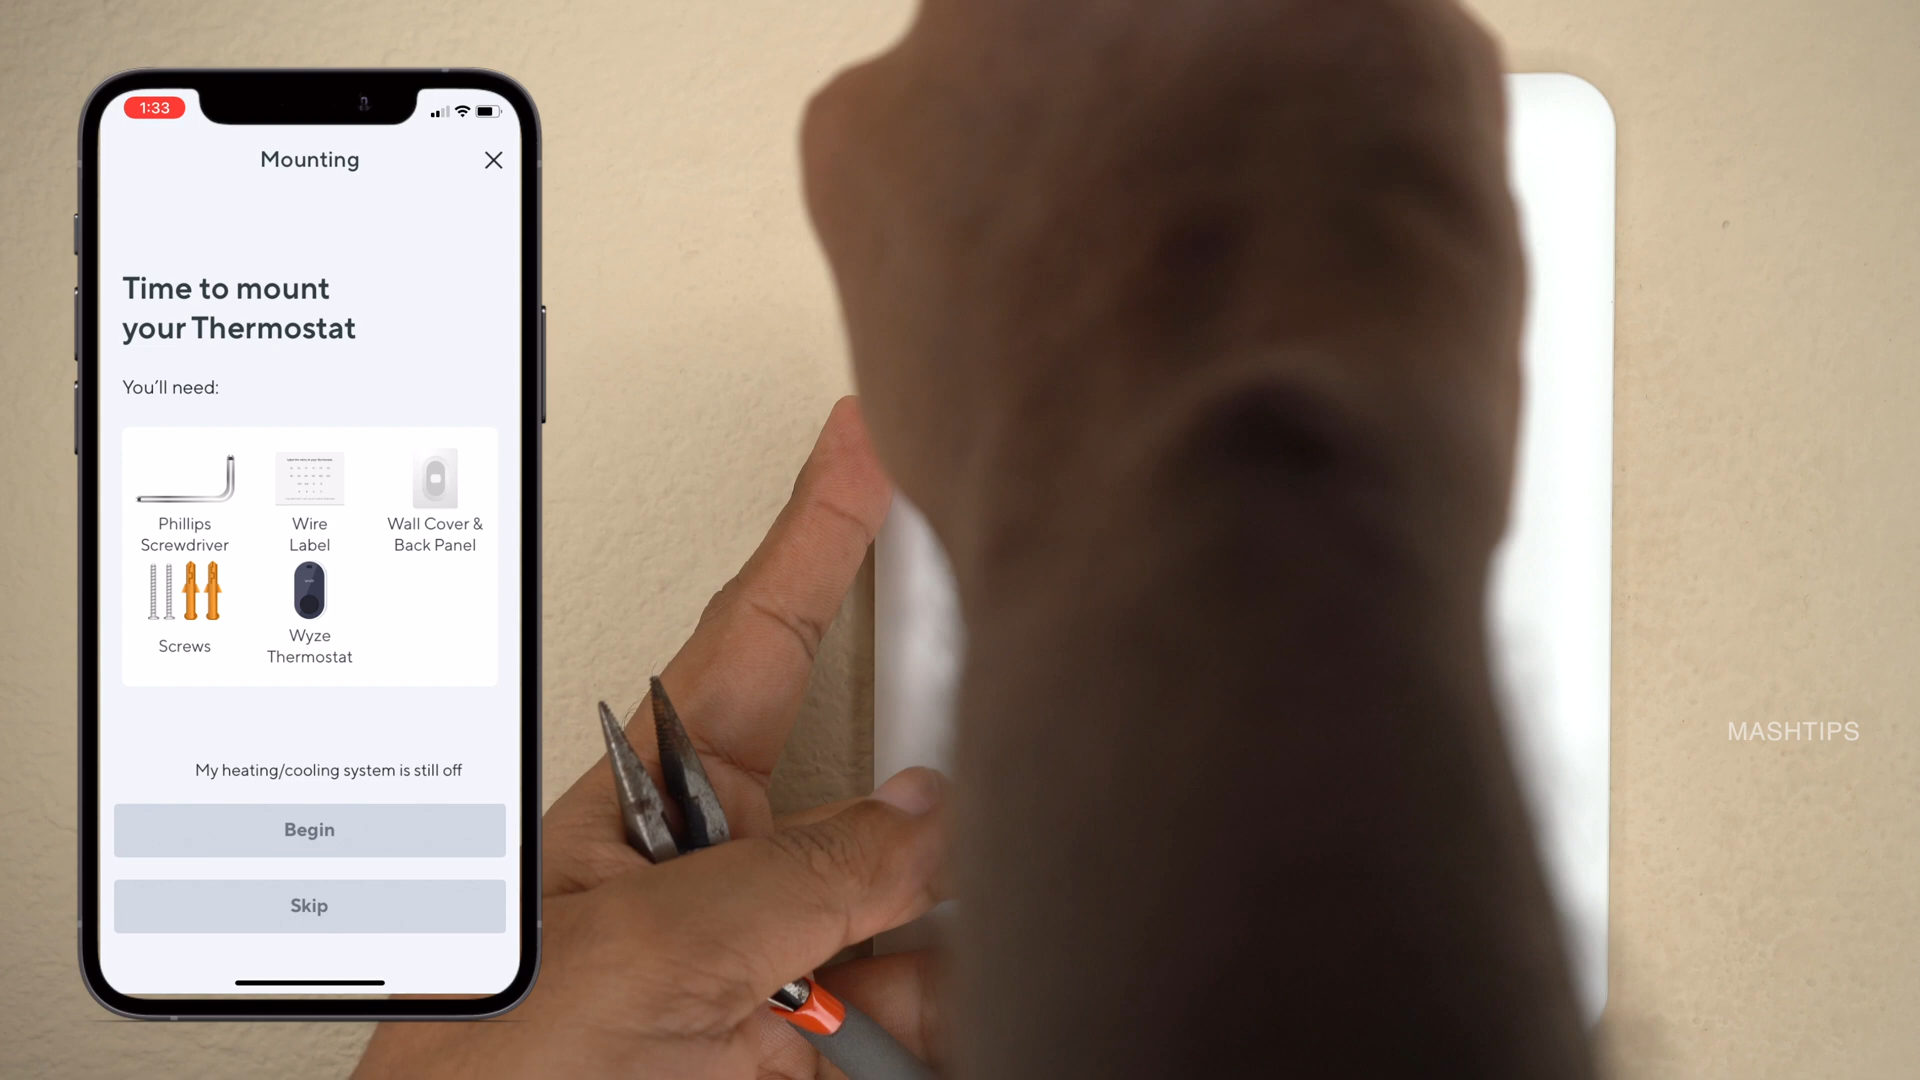 1:33
Mounting
Time to mount
your Thermostat
You'll need:
Phillips
Screwdriver
Wire
Label
Wall Cover &
Back Panel
Screws
Wyze
Thermostat
My heating/cooling system is still off
Begin
Skip
MASHTIPS